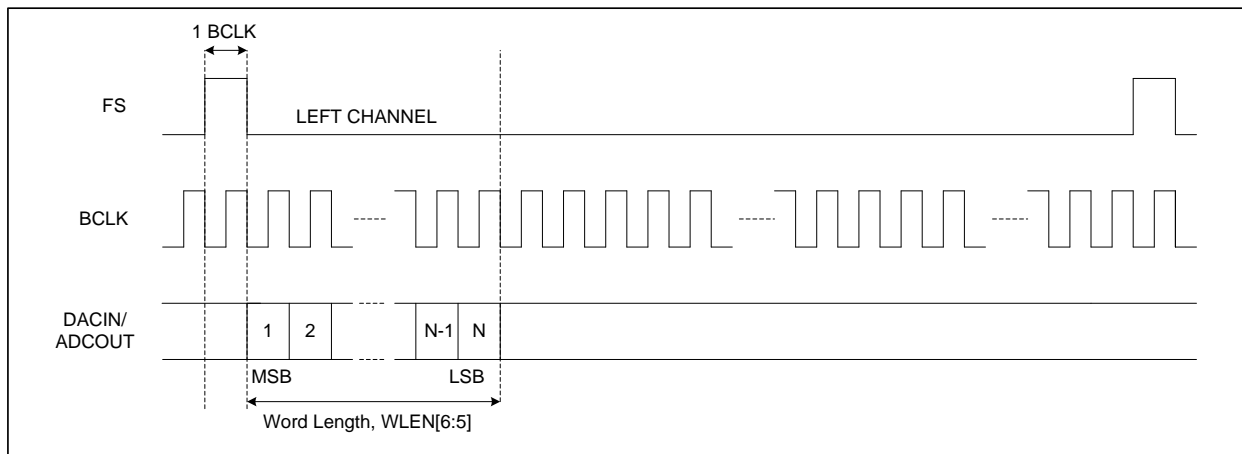 1 BCLK
FS
LEFT CHANNEL
BCLK
DACIN/
ADCOUT
1 2 N-1 N
MSB LSB
Word Length, WLEN[6:5]